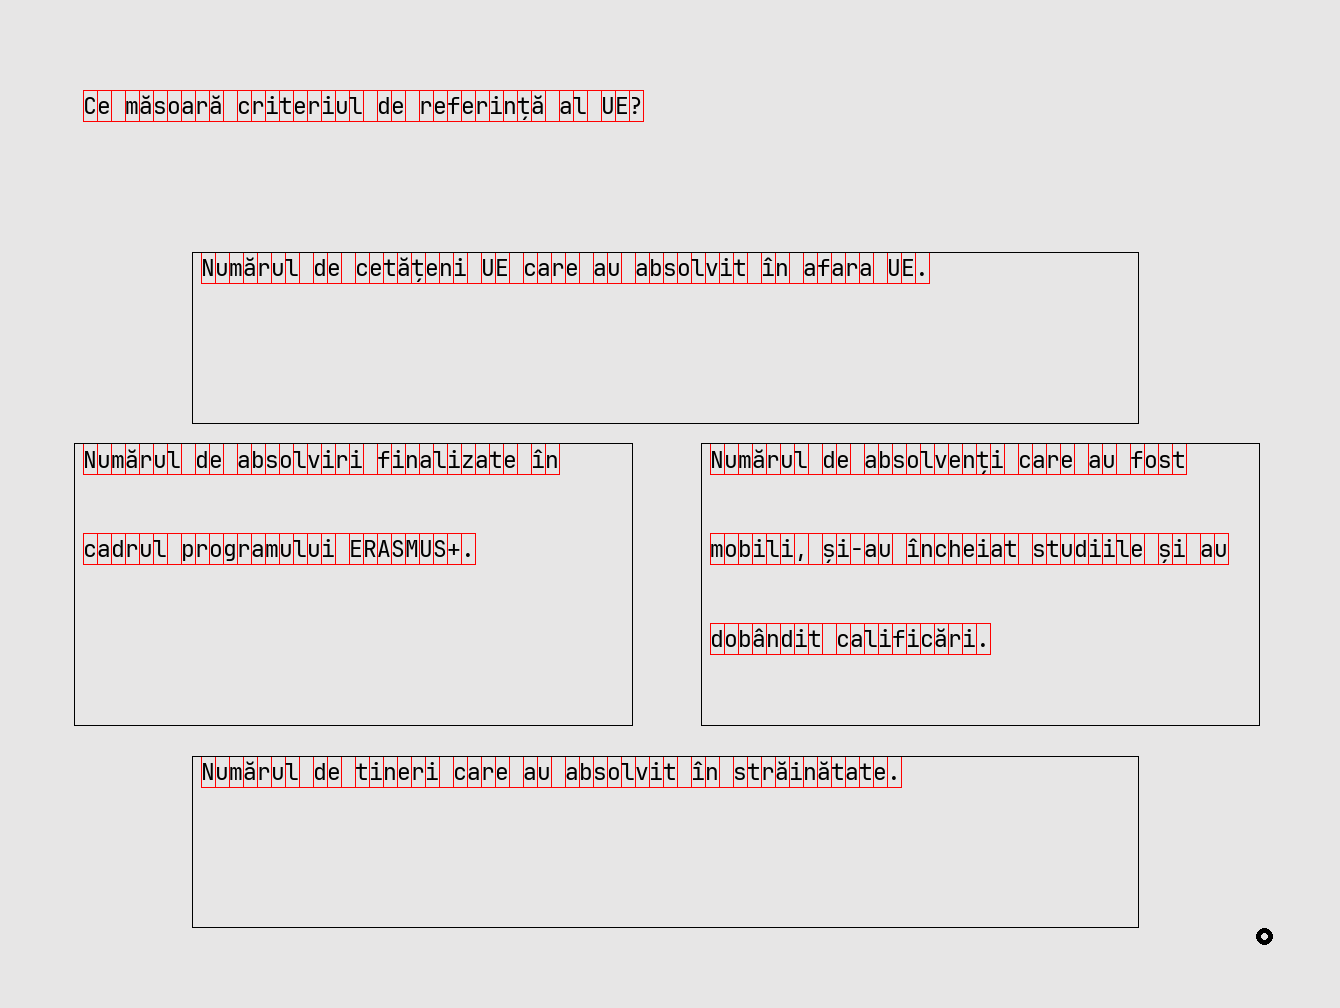 Ce măsoară criteriul de referință al UE?
Numărul de cetățeni UE care au absolvit în afara UE.
Numărul de absolviri finalizate în
cadrul programului ERASMUS+.
Numărul de absolvenți care au fost
mobili, și-au încheiat studiile și au
dobândit calificări.
Numărul de tineri care au absolvit în străinătate.